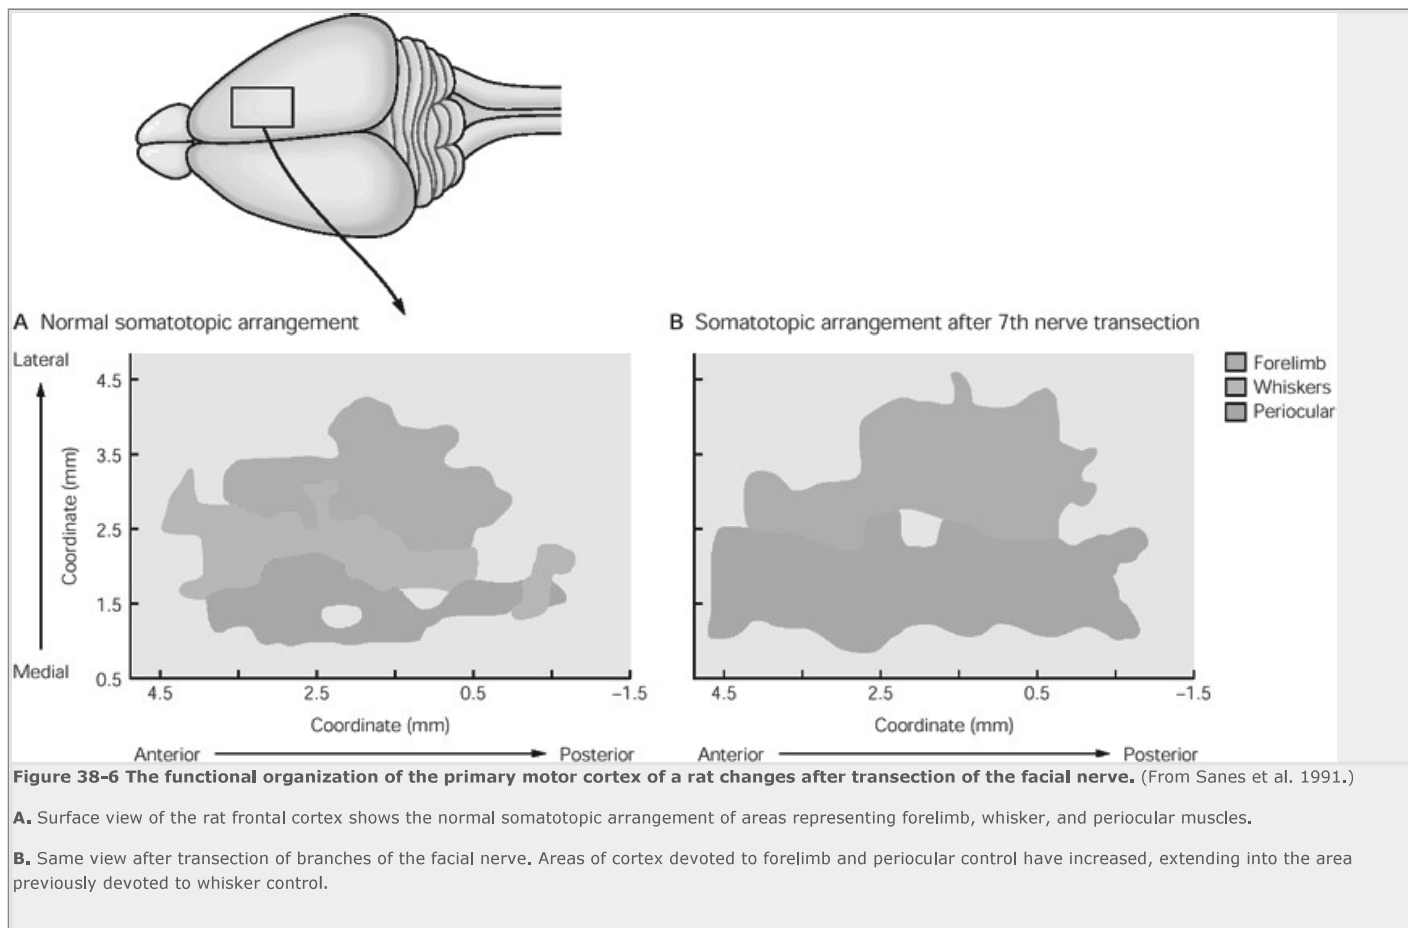 A Normal somatotopic arrangement
Lateral
Coordinate (mm)
Medial
4.5
3.5
2.5
1.5
0.5
4.5 2.5 0.5 –1.5
Coordinate (mm)
Anterior Posterior
B Somatotopic arrangement after 7th nerve transection
Forelimb
Whiskers
Periocular
4.5 2.5 0.5 –1.5
Coordinate (mm)
Anterior Posterior
Figure 38-6 The functional organization of the primary motor cortex of a rat changes after transection of the facial nerve. (From Sanes et al. 1991.)
A. Surface view of the rat frontal cortex shows the normal somatotopic arrangement of areas representing forelimb, whisker, and periocular muscles.
B. Same view after transection of branches of the facial nerve. Areas of cortex devoted to forelimb and periocular control have increased, extending into the area
previously devoted to whisker control.